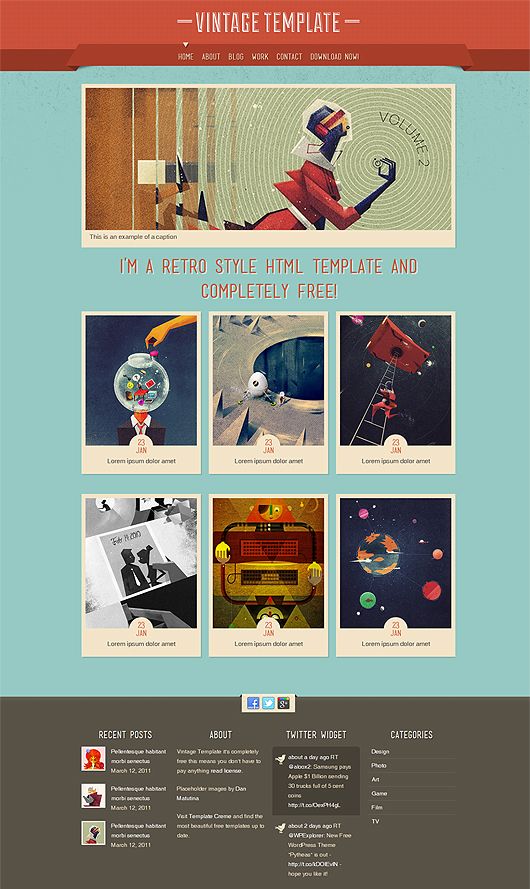 VINTAGE TEMPLATE
HOME ABOUT BLOG WORK CONTACT DOWNLOAD NOW!
VOLUME 2
This is an example of a caption
I'M A RETRO STYLE HTML TEMPLATE AND
COMPLETELY FREE!
23
JAN
Lorem ipsum dolor amet
23
JAN
Lorem ipsum dolor amet
23
JAN
Lorem ipsum dolor amet
23
JAN
Lorem ipsum dolor amet
23
JAN
Lorem ipsum dolor amet
23
JAN
Lorem ipsum dolor amet
RECENT POSTS
Pellentesque habitant
morbi senectus
March 12, 2011
Pellentesque habitant
morbi senectus
March 12, 2011
Pellentesque habitant
morbi senectus
March 12, 2011
ABOUT
Vintage Template it's completely
free this means you don't have to
pay anything read license.
Placeholder images by Dan
Matutina
Visit Template Creme and find the
most beautiful free templates up to
date.
TWITTER WIDGET
about a day ago RT
@aloox2: Samsung pays
Apple $1 Billion sending
30 trucks full of 5 cent
coins
about 2 days ago RT
@WPExplorer: New Free
WordPress Theme
"Pytheas" is out -
hope you like it!
CATEGORIES
Design
Photo
Art
Game
Film
TV